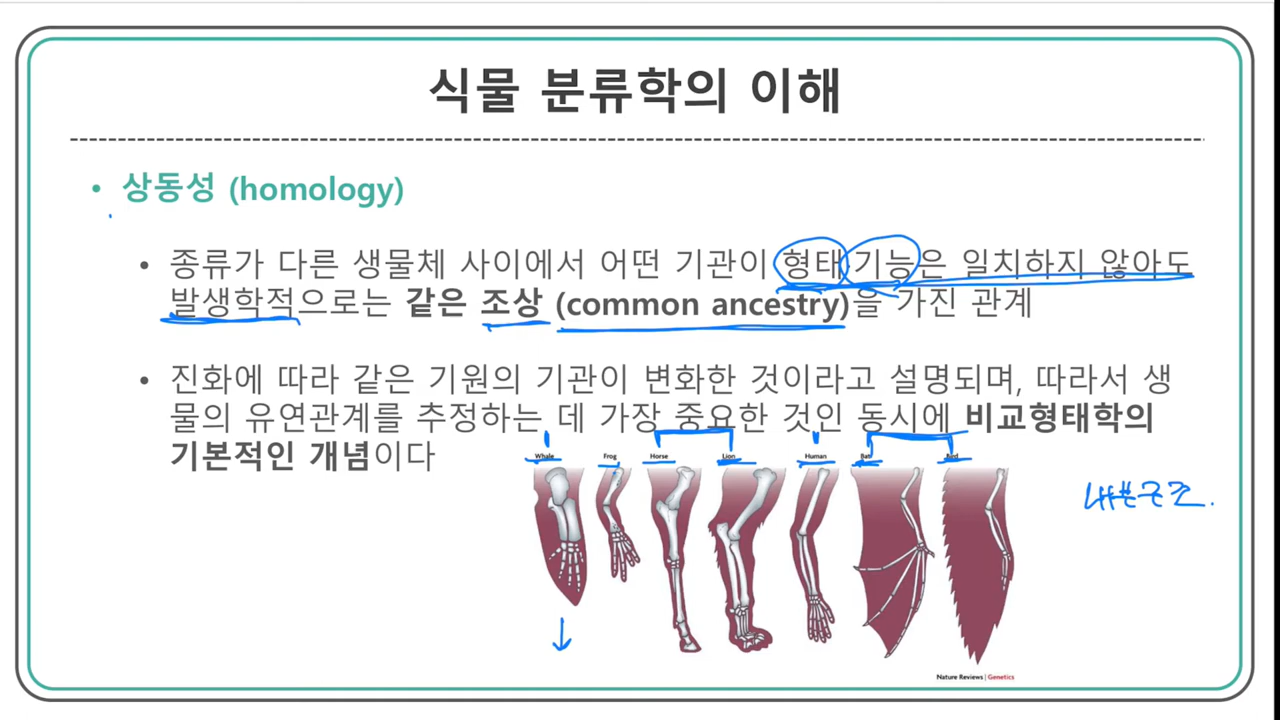 식물 분류학의 이해
• 상동성 (homology)
• 종류가 다른 생물체 사이에서 어떤 기관이 형태 기능은 일치하지 않아도
발생학적으로는 같은 조상 (common ancestry)을 가진 관계
• 진화에 따라 같은 기원의 기관이 변화한 것이라고 설명되며, 따라서 생
물의 유연관계를 추정하는 데 가장 중요한 것인 동시에 비교형태학의
기본적인 개념이다
Whale Frog Horse Lion Human Bat Bird
내부구조.
Nature Reviews | Genetics